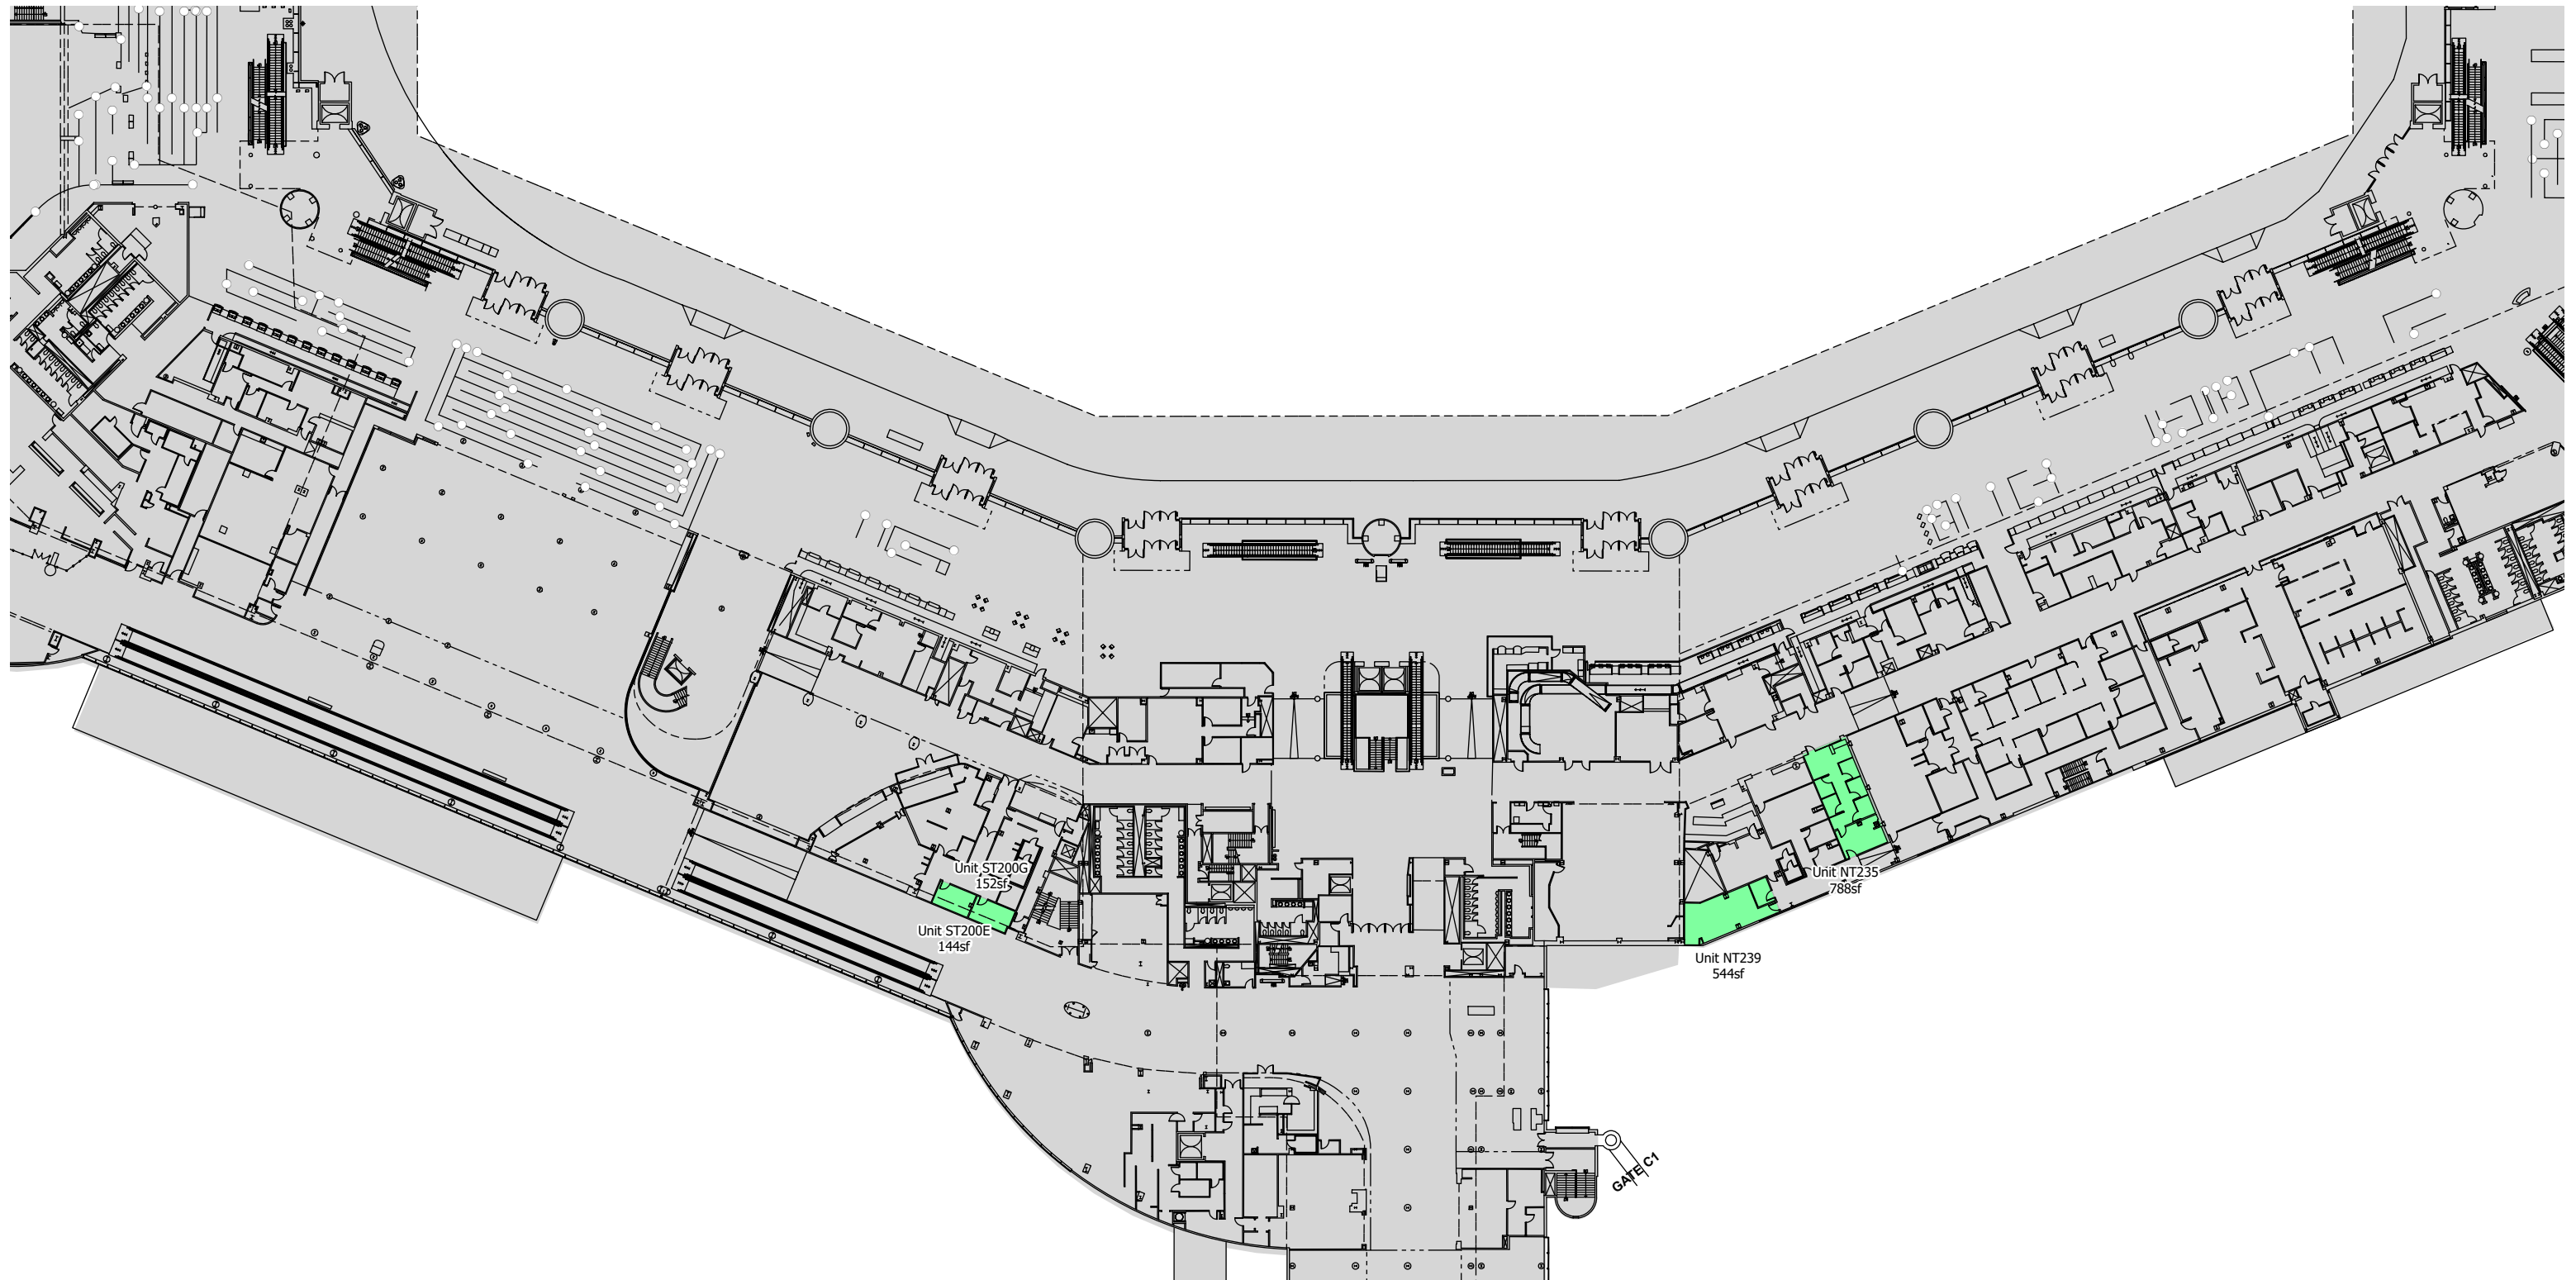 Unit ST200G
152sf
Unit ST200E
144sf
Unit NT235
788sf
Unit NT239
544sf
GATE C1